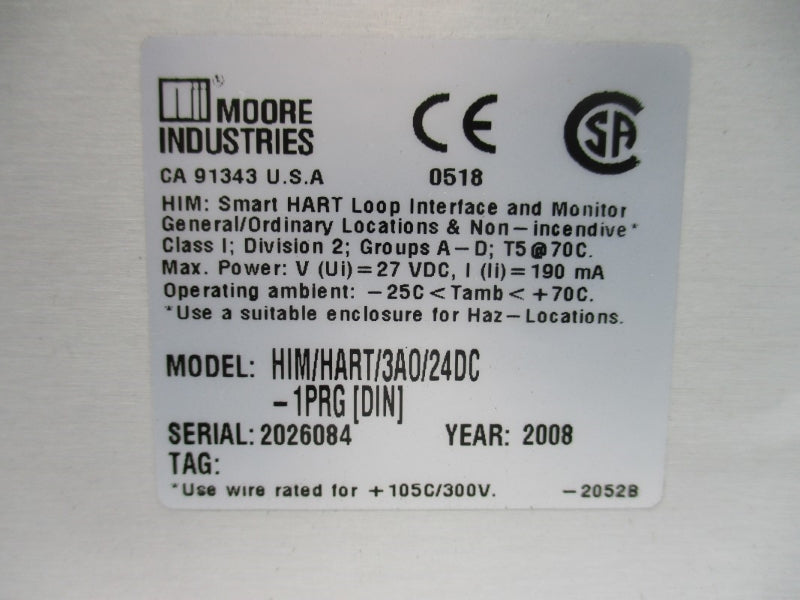 MOORE ®
INDUSTRIES
CE
CSA
CA 91343 U.S.A
0518
HIM: Smart HART Loop Interface and Monitor
General/Ordinary Locations & Non-incendive*
Class I; Division 2; Groups A-D; T5@70C.
Max. Power: V (Ui)=27 VDC, I (Ii)=190 mA
Operating ambient: -25C < Tamb < +70C.
*Use a suitable enclosure for Haz-Locations.
MODEL: HIM/HART/3AO/24DC
-1PRG [DIN]
SERIAL: 2026084 YEAR: 2008
TAG:
*Use wire rated for +105C/300V. -2052B